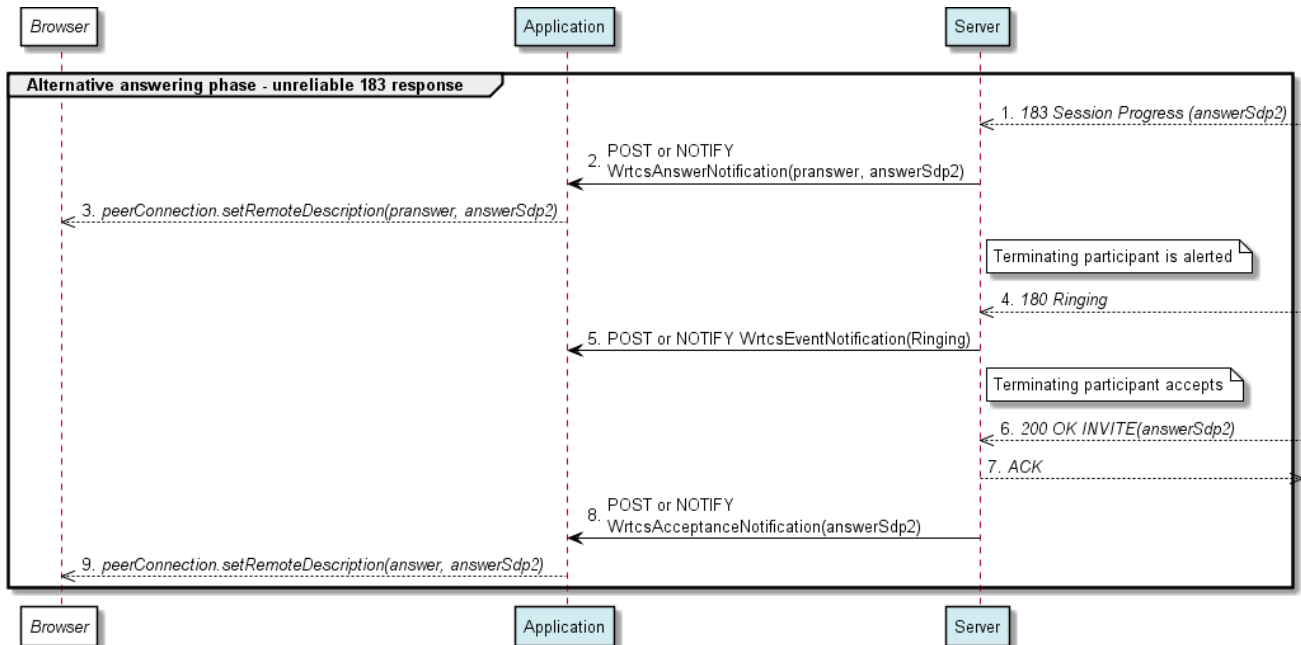 Browser
Application
Server
Alternative answering phase - unreliable 183 response
1. 183 Session Progress (answerSdp2)
2. POST or NOTIFY
WrtcsAnswerNotification(pranswer, answerSdp2)
3. peerConnection.setRemoteDescription(pranswer, answerSdp2)
Terminating participant is alerted
4. 180 Ringing
5. POST or NOTIFY WrtcsEventNotification(Ringing)
Terminating participant accepts
6. 200 OK INVITE(answerSdp2)
7. ACK
8. POST or NOTIFY
WrtcsAcceptanceNotification(answerSdp2)
9. peerConnection.setRemoteDescription(answer, answerSdp2)
Browser
Application
Server